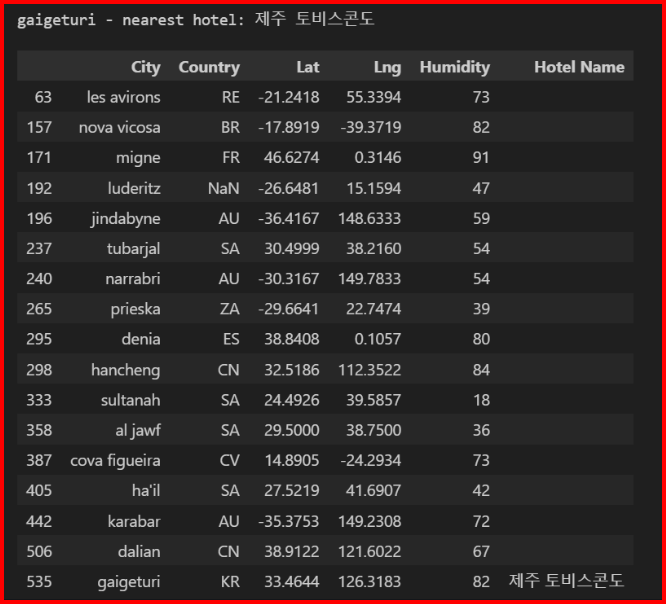 gaigeturi - nearest hotel: 제주 토비스콘도
City Country Lat Lng Humidity Hotel Name
63 les avirons RE -21.2418 55.3394 73
157 nova vicosa BR -17.8919 -39.3719 82
171 migne FR 46.6274 0.3146 91
192 luderitz NaN -26.6481 15.1594 47
196 jindabyne AU -36.4167 148.6333 59
237 tubarjal SA 30.4999 38.2160 54
240 narrabri AU -30.3167 149.7833 54
265 prieska ZA -29.6641 22.7474 39
295 denia ES 38.8408 0.1057 80
298 hancheng CN 32.5186 112.3522 84
333 sultanah SA 24.4926 39.5857 18
358 al jawf SA 29.5000 38.7500 36
387 cova figueira CV 14.8905 -24.2934 73
405 ha'il SA 27.5219 41.6907 42
442 karabar AU -35.3753 149.2308 72
506 dalian CN 38.9122 121.6022 67
535 gaigeturi KR 33.4644 126.3183 82 제주 토비스콘도